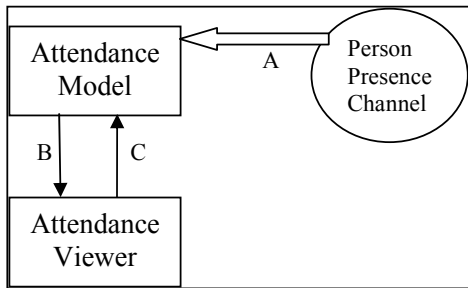 Attendance
Model
A
Person
Presence
Channel
B
C
Attendance
Viewer